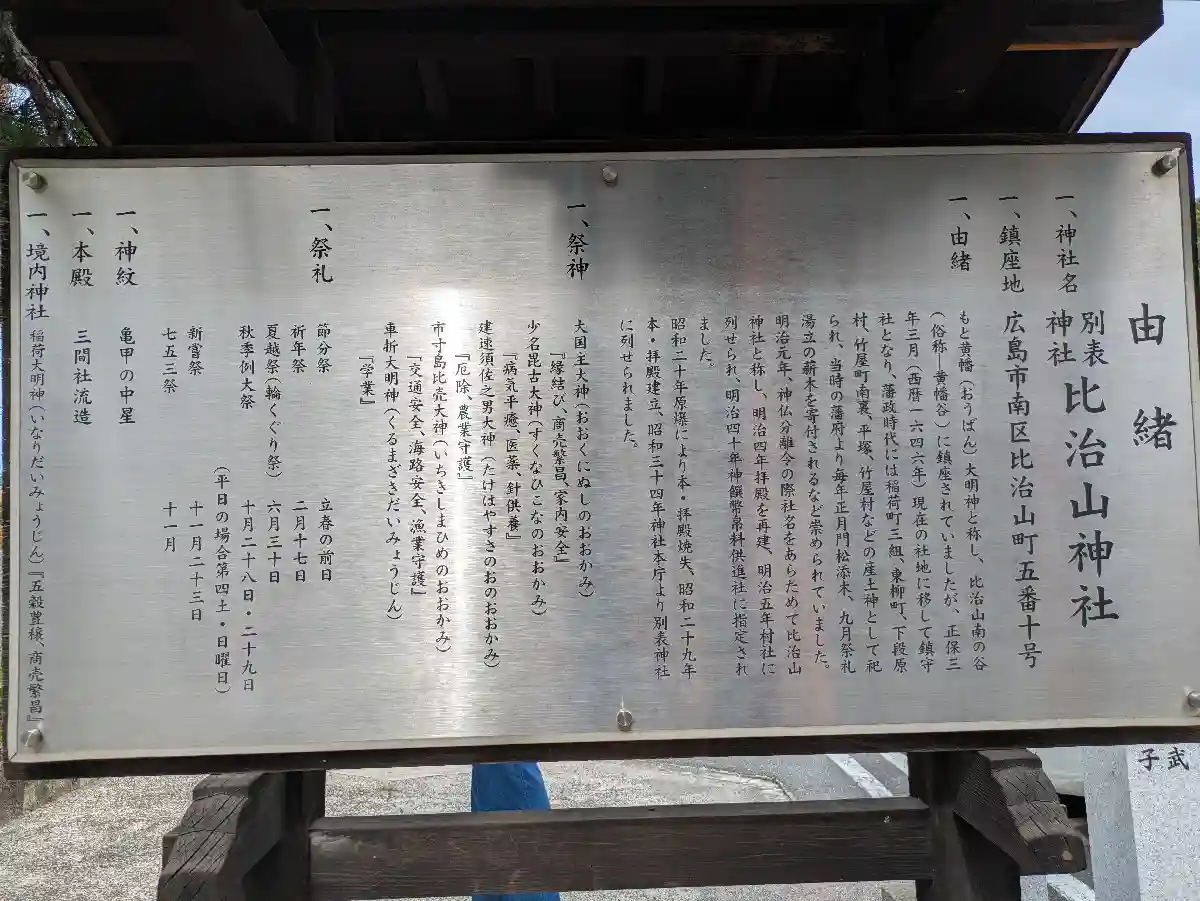 由緒
一、神社名
別表神社 比治山神社
一、鎮座地 広島市南区比治山町五番十号
一、由緒
もと黄幡（おうばん）大明神と称し、比治山南の谷
（俗称 黄幡谷）に鎮座されていましたが、正保三
年三月（西暦一六四六年）現在の社地に移して鎮守
社となり、藩政時代には稲荷町三組、東柳町、下段原
村、竹屋町南裏、平塚、竹屋村などの産土神として祀
られ、当時の藩府より毎年正月門松添木、九月祭礼
湯立の薪木を寄付されるなど崇められていました。
明治元年、神仏分離令の際社名をあらためて比治山
神社と称し、明治四年拝殿を再建、明治五年村社に
列せられ、明治四十年神饌幣帛料供進社に指定され
ました。
昭和二十年原爆により本・拝殿焼失、昭和二十九年
本・拝殿建立、昭和三十四年神社本庁より別表神社
に列せられました。
一、祭神
大国主大神（おおくにぬしのおおかみ）
『縁結び、商売繁昌、家内安全』
少名毘古大神（すくなひこなのおおかみ）
『病気平癒、医薬、針供養』
建速須佐之男大神（たけはやすさのおのおおかみ）
『厄除、農業守護』
市寸島比売大神（いちきしまひめのおおかみ）
『交通安全、海路安全、漁業守護』
車折大明神（くるまざきだいみょうじん）
『学業』
一、祭礼
節分祭 立春の前日
祈年祭 二月十七日
夏越祭（輪くぐり祭） 六月三十日
秋季例大祭 十月二十八日・二十九日
（平日の場合第四土・日曜日）
新嘗祭 十一月二十三日
七五三祭 十一月
一、神紋 亀甲の中星
一、本殿 三間社流造
一、境内神社 稲荷大明神（いなりだいみょうじん）『五穀豊穣、商売繁昌』
武
子